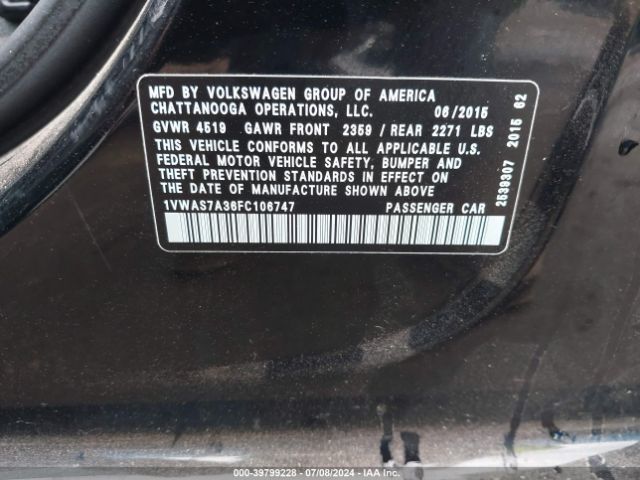 MFD BY VOLKSWAGEN GROUP OF AMERICA
CHATTANOOGA OPERATIONS, LLC. 06/2015
GVWR 4519 GAWR FRONT 2359 / REAR 2271 LBS
THIS VEHICLE CONFORMS TO ALL APPLICABLE U.S.
FEDERAL MOTOR VEHICLE SAFETY, BUMPER AND
THEFT PREVENTION STANDARDS IN EFFECT ON
THE DATE OF MANUFACTURE SHOWN ABOVE
1VWAS7A36FC106747 PASSENGER CAR
2539307 2015 62
000-39799228 - 07/08/2024 - IAA Inc.